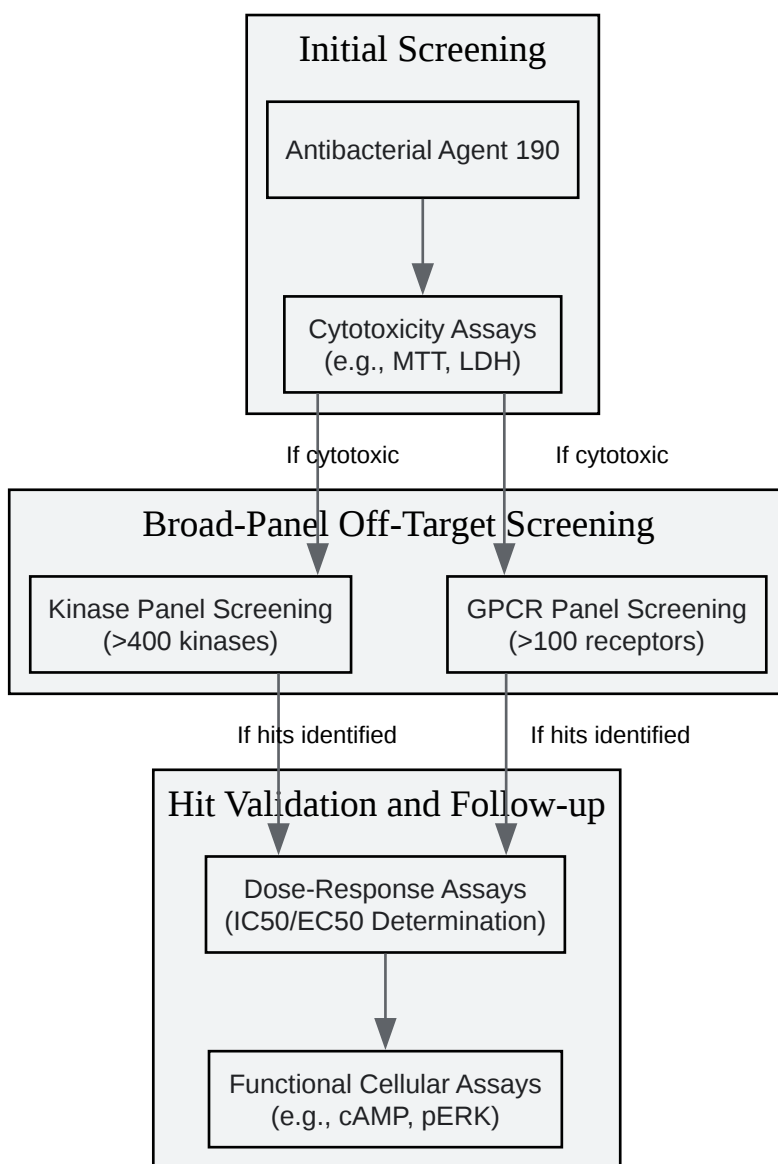 Initial Screening
Antibacterial Agent 190
Cytotoxicity Assays
(e.g., MTT, LDH)
If cytotoxic
If cytotoxic
Broad-Panel Off-Target Screening
Kinase Panel Screening
(>400 kinases)
GPCR Panel Screening
(>100 receptors)
If hits identified
If hits identified
Hit Validation and Follow-up
Dose-Response Assays
(IC50/EC50 Determination)
Functional Cellular Assays
(e.g., cAMP, pERK)